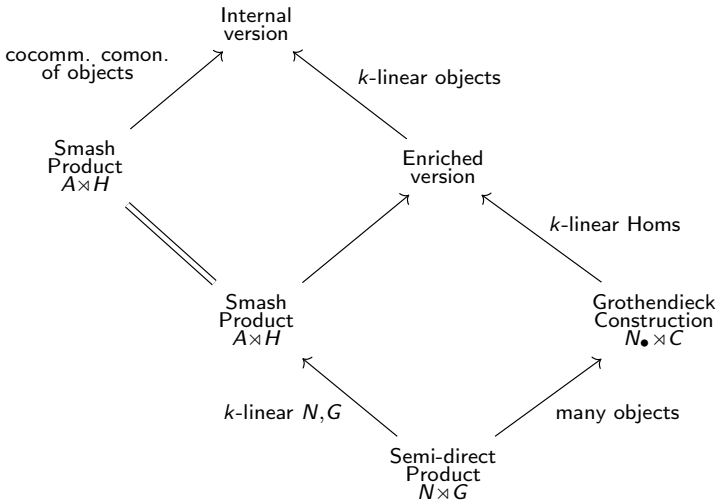 Internal
version
cocomm. comon.
of objects
k-linear objects
Smash
Product
A⋊H
Enriched
version
k-linear Homs
Smash
Product
A⋊H
Grothendieck
Construction
N•⋊C
k-linear N,G
many objects
Semi-direct
Product
N⋊G